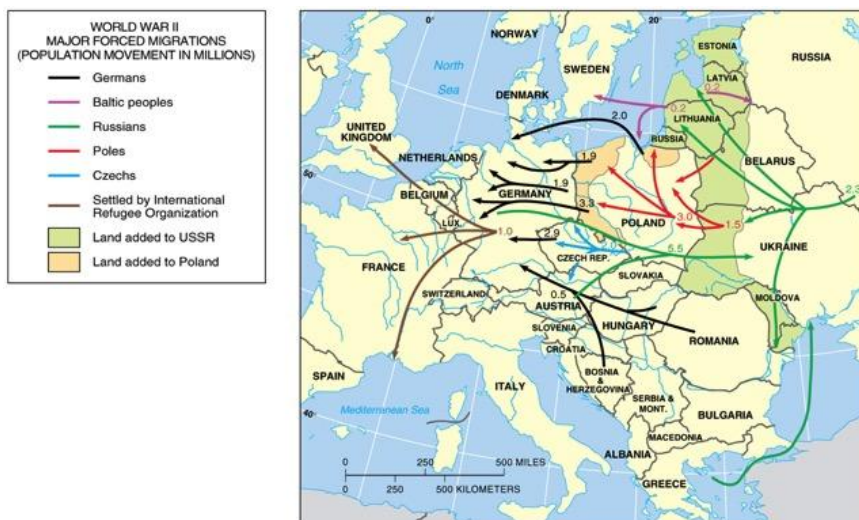 WORLD WAR II
MAJOR FORCED MIGRATIONS
(POPULATION MOVEMENT IN MILLIONS)
Germans
Baltic peoples
Russians
Poles
Czechs
Settled by International
Refugee Organization
Land added to USSR
Land added to Poland
0°
20°
NORWAY
ESTONIA
RUSSIA
SWEDEN
North
Sea
LATVIA
0.2
0.2
DENMARK
LITHUANIA
UNITED
KINGDOM
2.0
RUSSIA
NETHERLANDS
1.9
BELARUS
50°
BELGIUM
GERMANY
1.9
3.3
POLAND
3.0
1.5
LUX.
1.0
2.9
2.0
5.5
UKRAINE
CZECH REP.
FRANCE
SLOVAKIA
SWITZERLAND
0.5
AUSTRIA
MOLDOVA
HUNGARY
SLOVENIA
ROMANIA
CROATIA
SPAIN
ITALY
BOSNIA
&
HERZEGOVINA
SERBIA &
MONT.
BULGARIA
40°
Mediterranean Sea
MACEDONIA
ALBANIA
GREECE
0 250 500 MILES
0 250 500 KILOMETERS